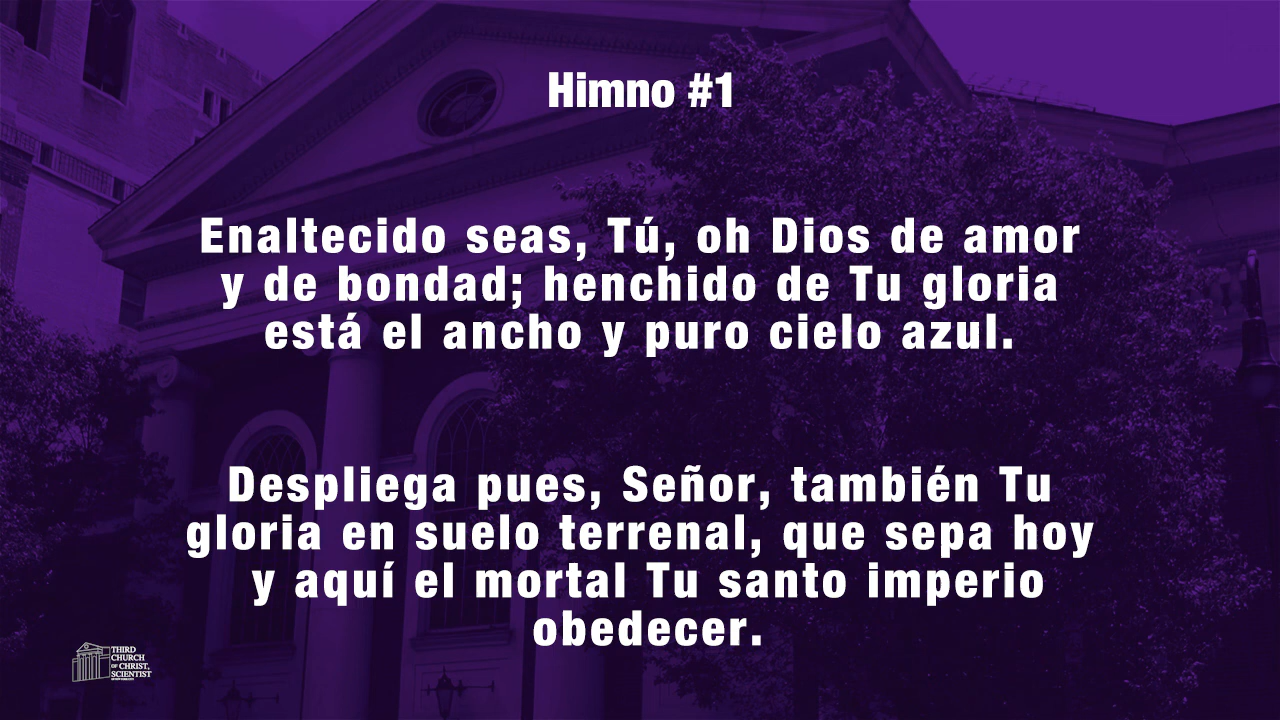 Himno #1
Enaltecido seas, Tú, oh Dios de amor
y de bondad; henchido de Tu gloria
está el ancho y puro cielo azul.
Despliega pues, Señor, también Tu
gloria en suelo terrenal, que sepa hoy
y aquí el mortal Tu santo imperio
obedecer.
THIRD
CHURCH
OF CHRIST,
SCIENTIST